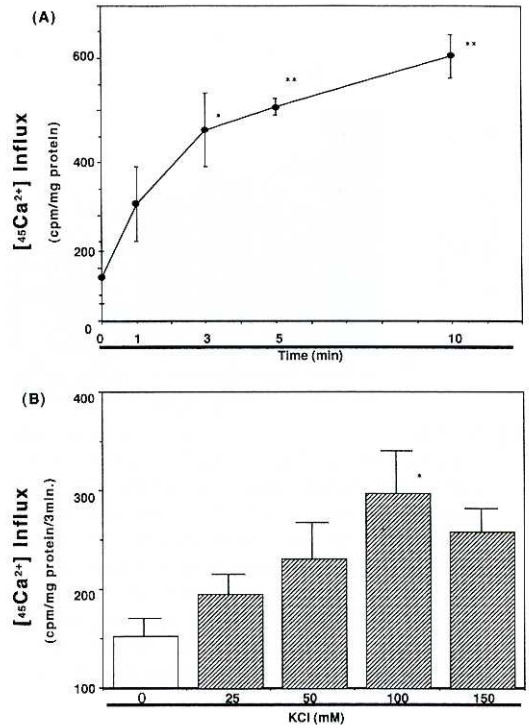 (A)
600
400
200
0
[45Ca2+] Influx
(cpm/mg protein)
*
**
**
0 1 3 5 10
Time (min)
(B)
400
300
200
100
[45Ca2+] Influx
(cpm/mg protein/3min.)
*
0 25 50 100 150
KCl (mM)